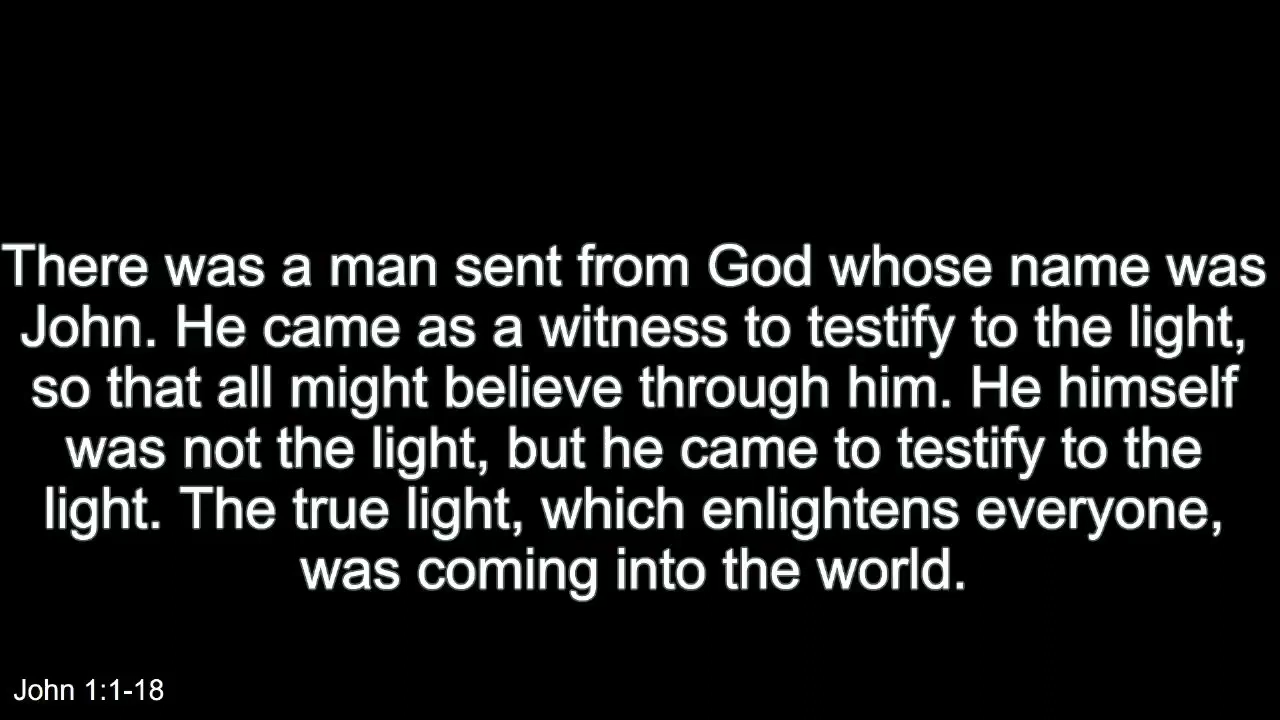 There was a man sent from God whose name was
John. He came as a witness to testify to the light,
so that all might believe through him. He himself
was not the light, but he came to testify to the
light. The true light, which enlightens everyone,
was coming into the world.
John 1:1-18